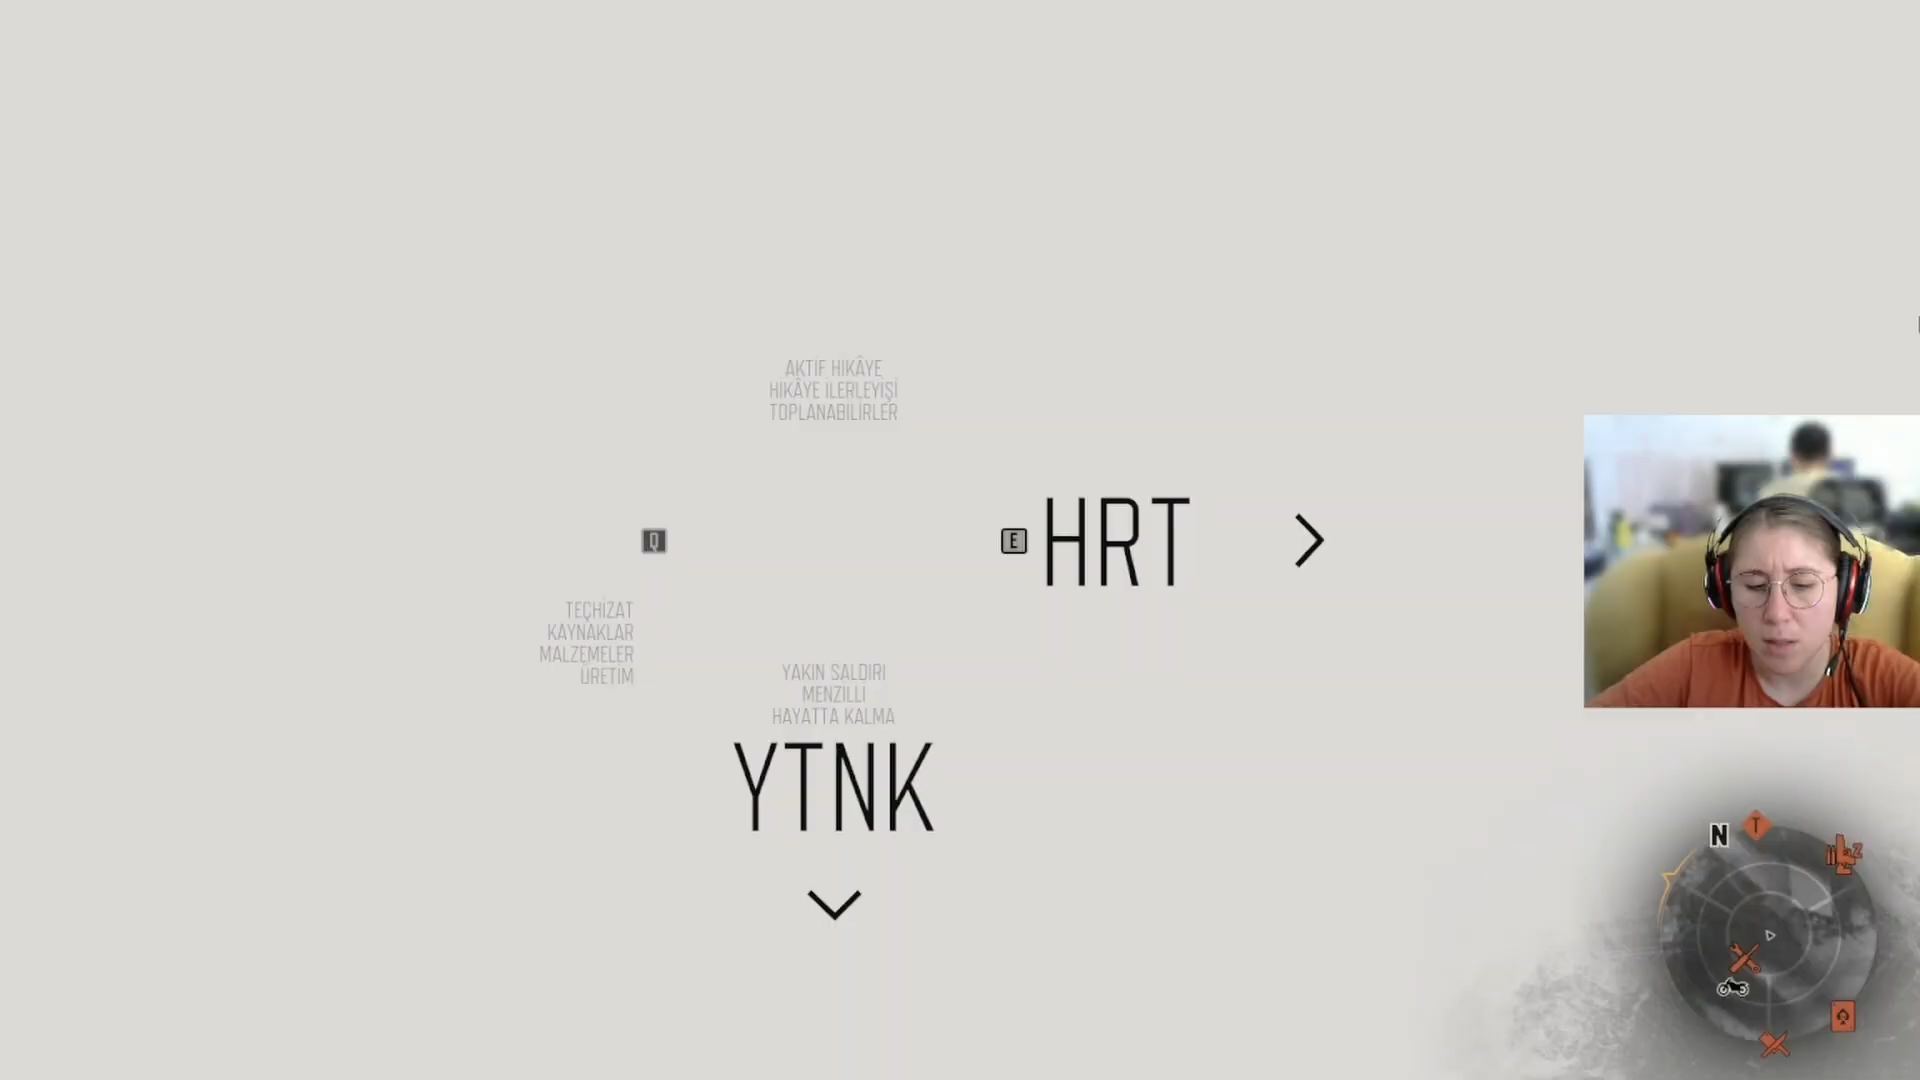 AKTİF HİKÂYE
HİKÂYE İLERLEYİŞİ
TOPLANABİLİRLER
Q
E HRT
TEÇHİZAT
KAYNAKLAR
MALZEMELER
ÜRETİM
YAKIN SALDIRI
MENZİLLİ
HAYATTA KALMA
YTNK
N
T
Z